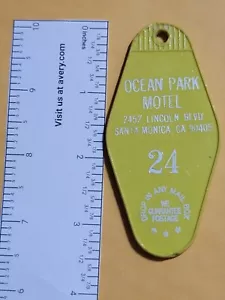 Visit us at avery.com
Inches
OCEAN PARK
MOTEL
2452 LINCOLN BLVD
SANTA MONICA, CA 90405
24
DROP IN ANY MAIL BOX
WE
GUARANTEE
POSTAGE